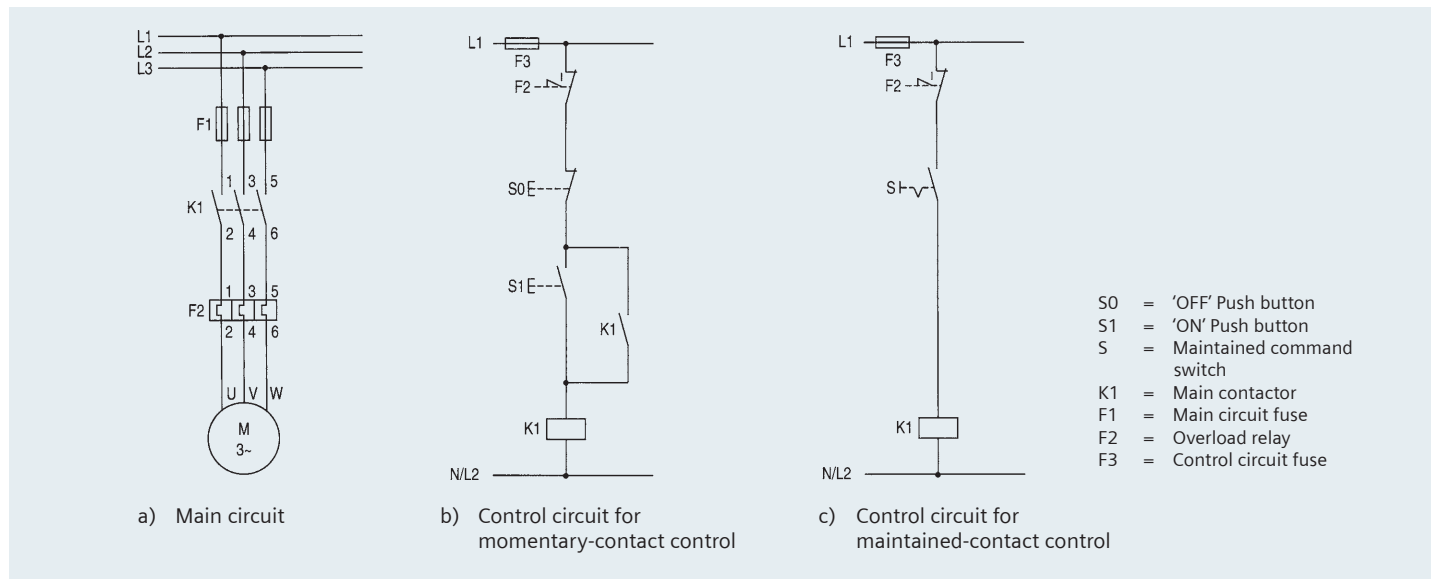 L1
L2
L3
F1
1 3 5
K1
2 4 6
1 3 5
F2
2 4 6
U V W
M
3~
a) Main circuit
L1
F3
F2
S0
S1
K1
K1
N/L2
b) Control circuit for
momentary-contact control
L1
F3
F2
S
K1
N/L2
c) Control circuit for
maintained-contact control
S0 = ‘OFF’ Push button
S1 = ‘ON’ Push button
S = Maintained command
switch
K1 = Main contactor
F1 = Main circuit fuse
F2 = Overload relay
F3 = Control circuit fuse